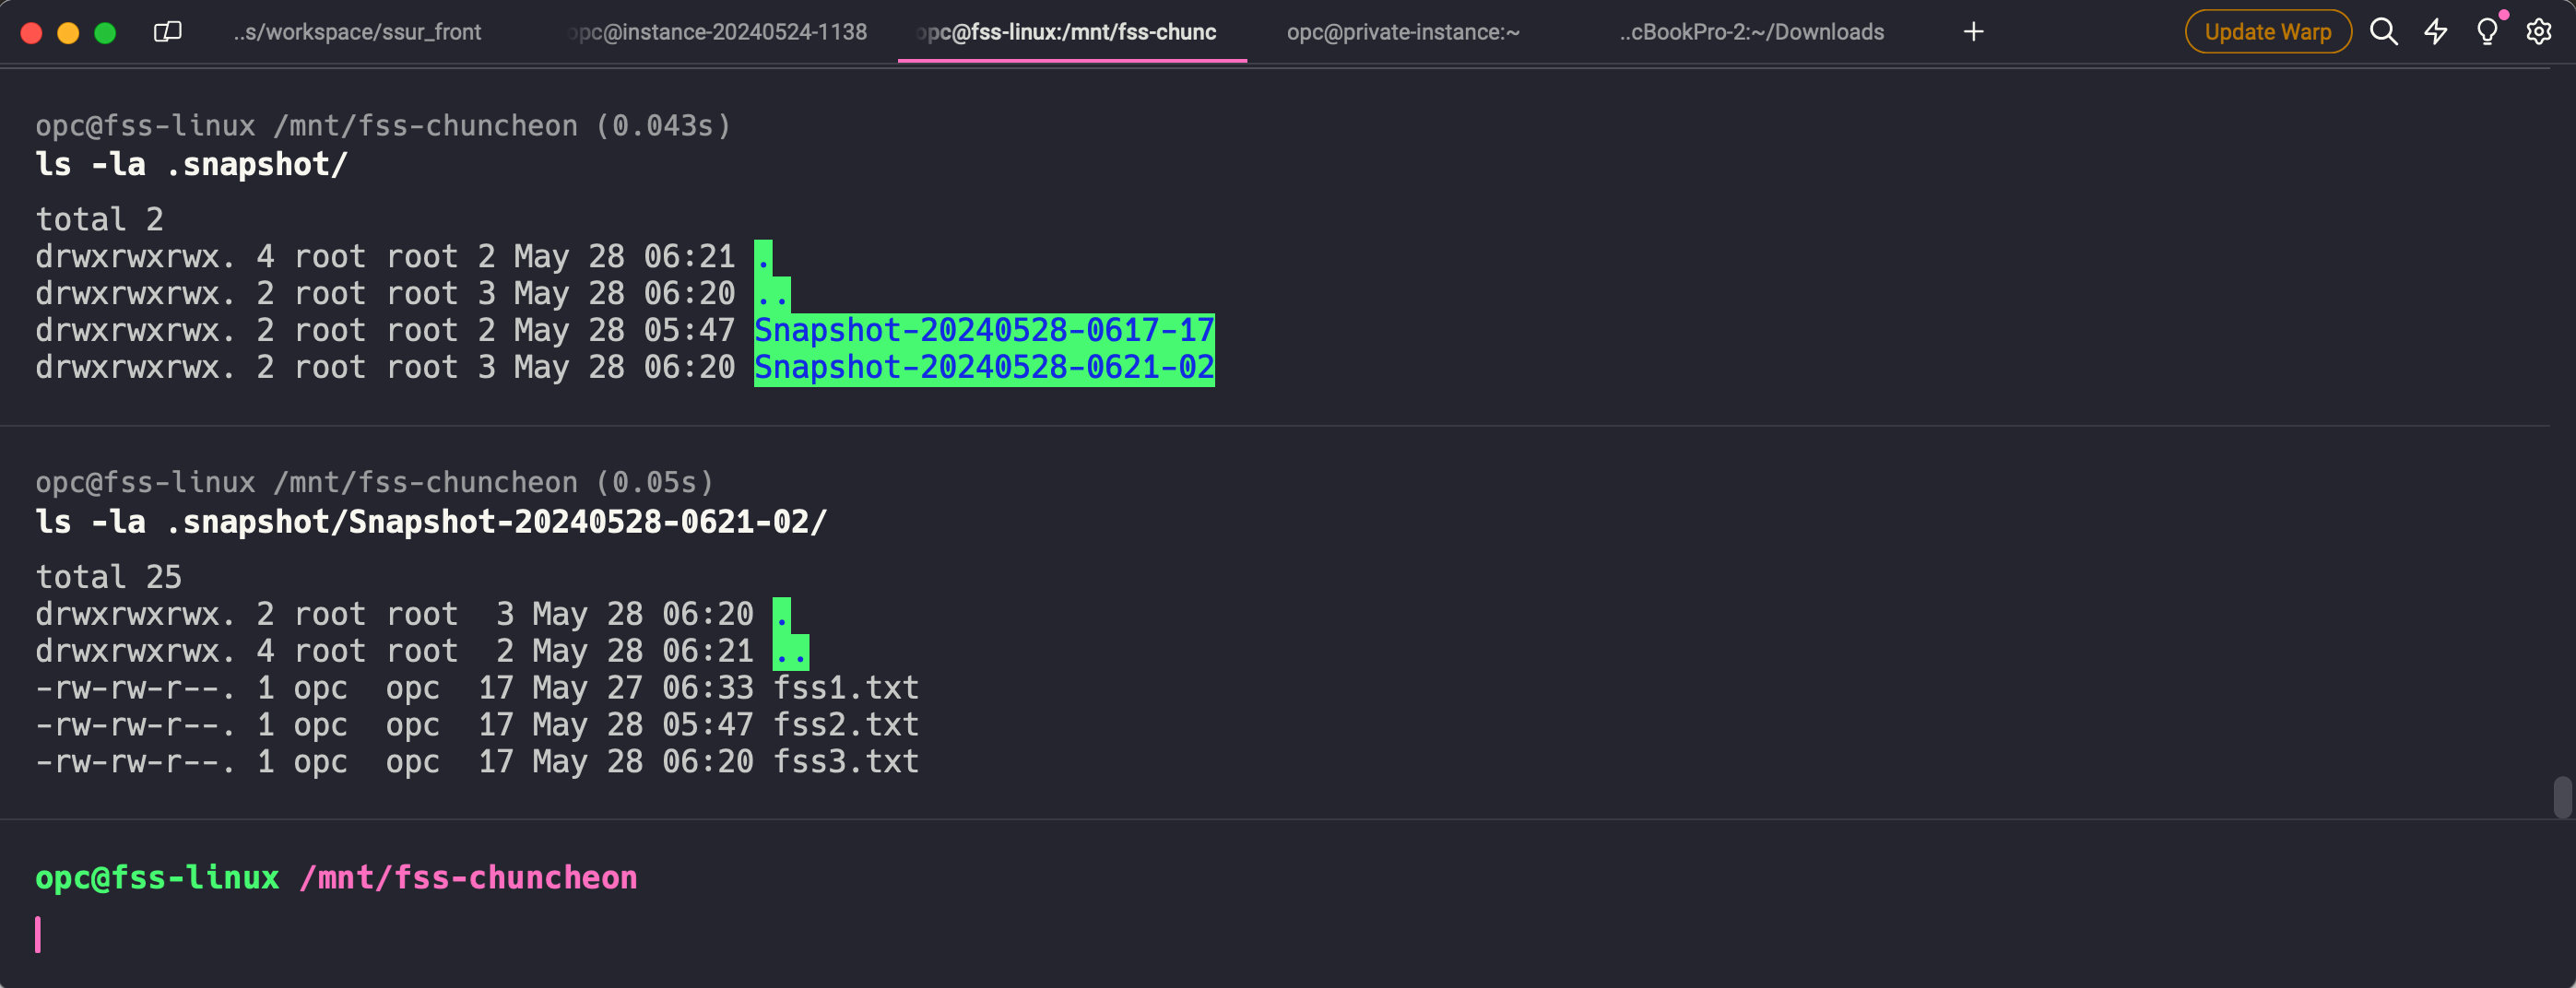 ..s/workspace/ssur_front
opc@instance-20240524-1138
opc@fss-linux:/mnt/fss-chunc
opc@private-instance:~
..cBookPro-2:~/Downloads
+
Update Warp
opc@fss-linux /mnt/fss-chuncheon (0.043s)
ls -la .snapshot/
total 2
drwxrwxrwx. 4 root root 2 May 28 06:21 .
drwxrwxrwx. 2 root root 3 May 28 06:20 ..
drwxrwxrwx. 2 root root 2 May 28 05:47 Snapshot-20240528-0617-17
drwxrwxrwx. 2 root root 3 May 28 06:20 Snapshot-20240528-0621-02
opc@fss-linux /mnt/fss-chuncheon (0.05s)
ls -la .snapshot/Snapshot-20240528-0621-02/
total 25
drwxrwxrwx. 2 root root  3 May 28 06:20 .
drwxrwxrwx. 4 root root  2 May 28 06:21 ..
-rw-rw-r--. 1 opc  opc  17 May 27 06:33 fss1.txt
-rw-rw-r--. 1 opc  opc  17 May 28 05:47 fss2.txt
-rw-rw-r--. 1 opc  opc  17 May 28 06:20 fss3.txt
opc@fss-linux /mnt/fss-chuncheon